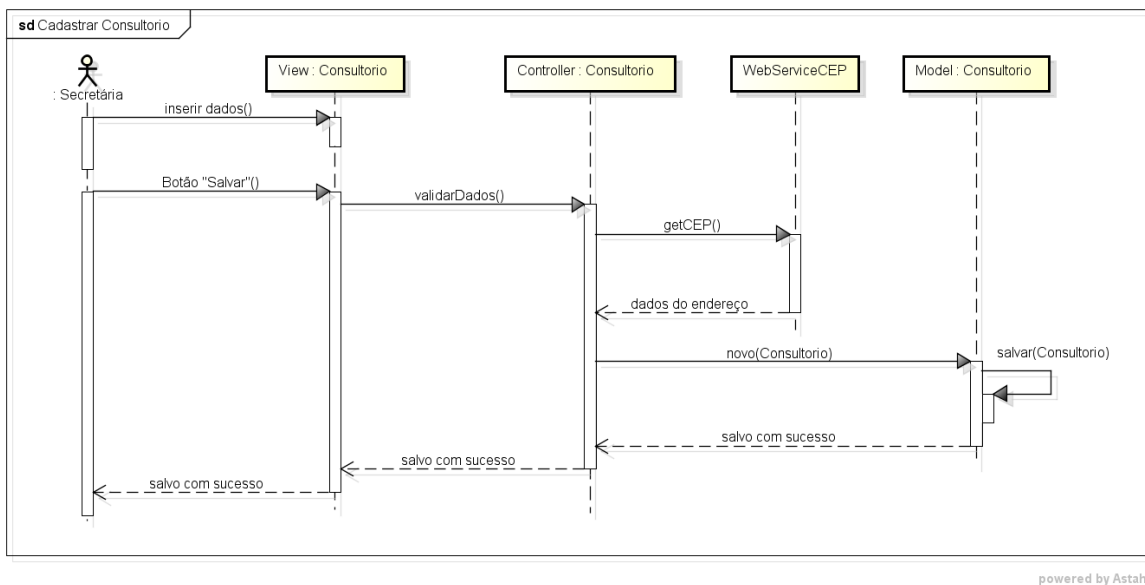 sd Cadastrar Consultorio
: Secretária
View : Consultorio
Controller : Consultorio
WebServiceCEP
Model : Consultorio
inserir dados()
Botão "Salvar"()
validarDados()
getCEP()
dados do endereço
novo(Consultorio)
salvar(Consultorio)
salvo com sucesso
salvo com sucesso
salvo com sucesso
powered by Astah